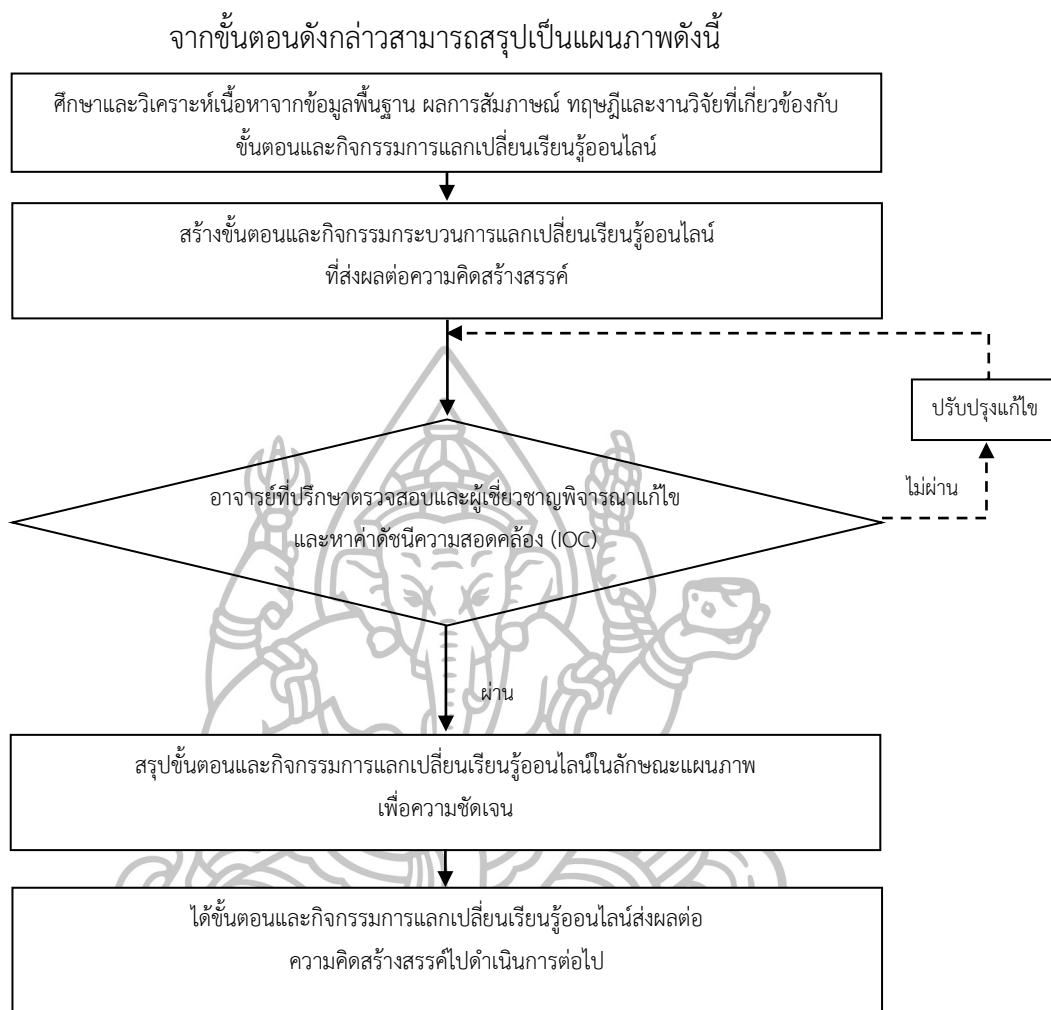 จากขั้นตอนดังกล่าวสามารถสรุปเป็นแผนภาพดังนี้
ศึกษาและวิเคราะห์เนื้อหาจากข้อมูลพื้นฐาน ผลการสัมภาษณ์ ทฤษฎีและงานวิจัยที่เกี่ยวข้องกับ
ขั้นตอนและกิจกรรมการแลกเปลี่ยนเรียนรู้ออนไลน์
สร้างขั้นตอนและกิจกรรมกระบวนการแลกเปลี่ยนเรียนรู้ออนไลน์
ที่ส่งผลต่อความคิดสร้างสรรค์
ปรับปรุงแก้ไข
ไม่ผ่าน
อาจารย์ที่ปรึกษาตรวจสอบและผู้เชี่ยวชาญพิจารณาแก้ไข
และหาค่าดัชนีความสอดคล้อง (IOC)
ผ่าน
สรุปขั้นตอนและกิจกรรมการแลกเปลี่ยนเรียนรู้ออนไลน์ในลักษณะแผนภาพ
เพื่อความชัดเจน
ได้ขั้นตอนและกิจกรรมการแลกเปลี่ยนเรียนรู้ออนไลน์ส่งผลต่อ
ความคิดสร้างสรรค์ไปดำเนินการต่อไป